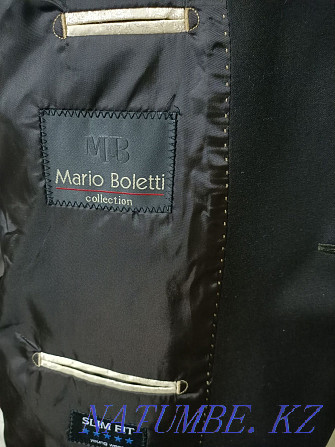 MB
Mario Boletti
collection
SLIM FIT
NATUMBE.KZ